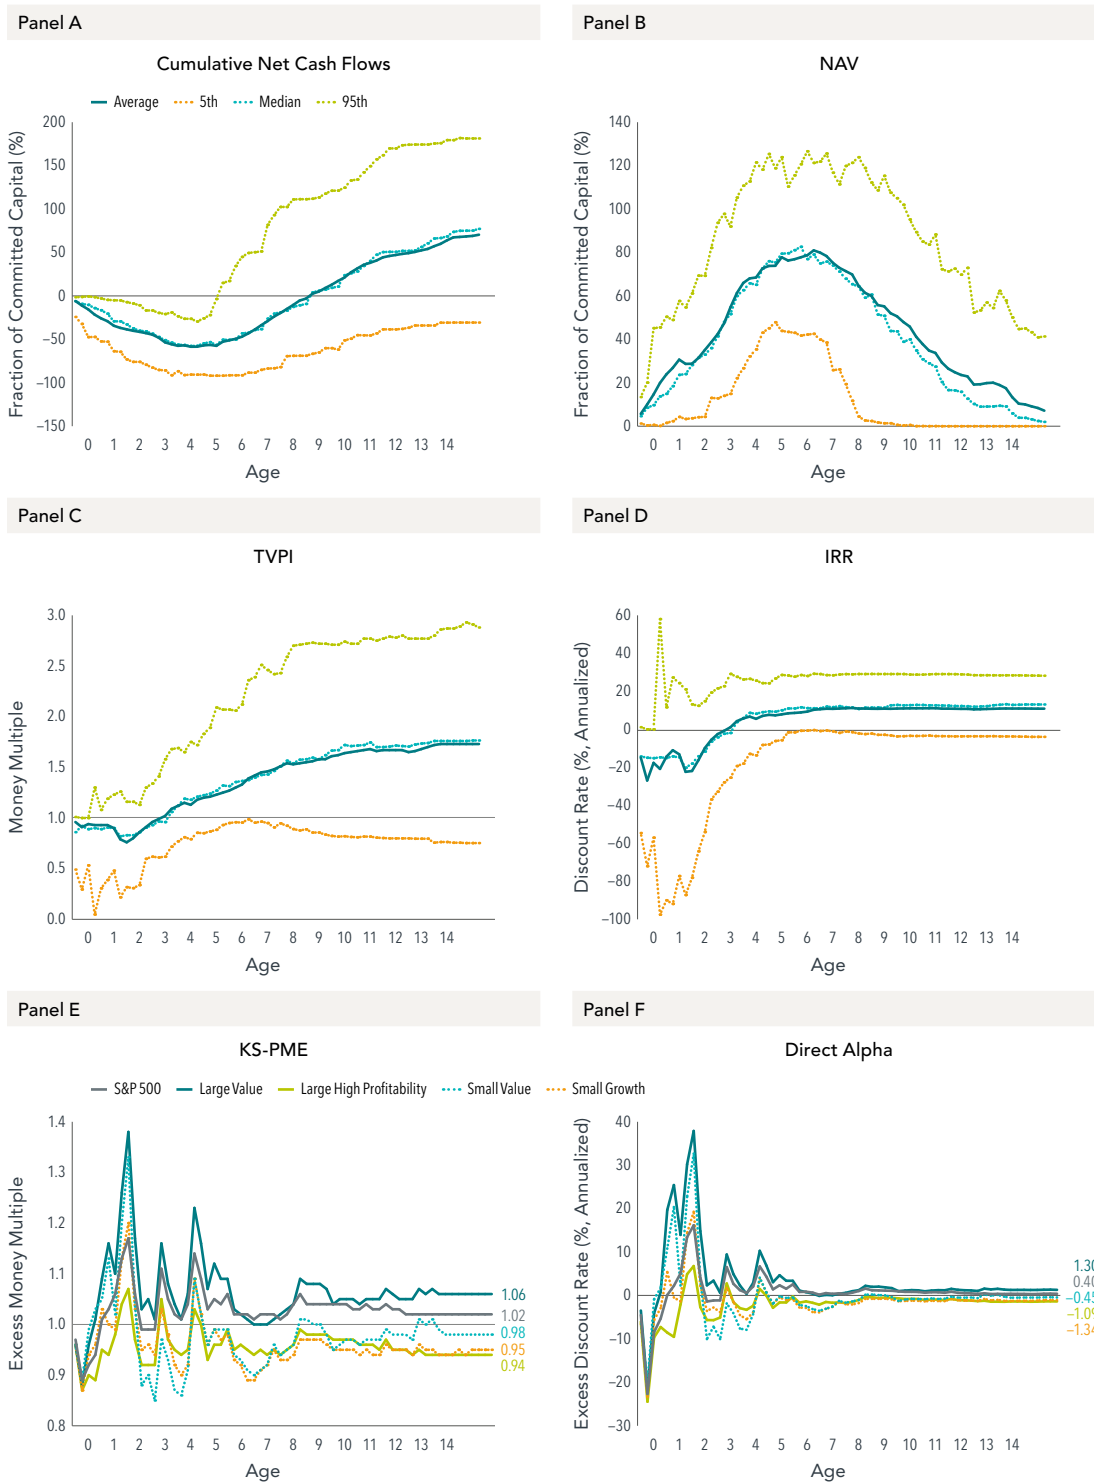 Panel A
Cumulative Net Cash Flows
Average 5th Median 95th
Fraction of Committed Capital (%)
200
150
100
50
0
−50
−100
−150
0 1 2 3 4 5 6 7 8 9 10 11 12 13 14
Age
Panel B
NAV
Fraction of Committed Capital (%)
140
120
100
80
60
40
20
0
0 1 2 3 4 5 6 7 8 9 10 11 12 13 14
Age
Panel C
TVPI
Money Multiple
3.0
2.5
2.0
1.5
1.0
0.5
0.0
0 1 2 3 4 5 6 7 8 9 10 11 12 13 14
Age
Panel D
IRR
Discount Rate (%, Annualized)
60
40
20
0
−20
−40
−60
−80
−100
0 1 2 3 4 5 6 7 8 9 10 11 12 13 14
Age
Panel E
KS-PME
S&P 500 Large Value Large High Profitability Small Value Small Growth
Excess Money Multiple
1.4
1.3
1.2
1.1
1.0
0.9
0.8
1.06
1.02
0.98
0.95
0.94
0 1 2 3 4 5 6 7 8 9 10 11 12 13 14
Age
Panel F
Direct Alpha
Excess Discount Rate (%, Annualized)
40
30
20
10
0
−10
−20
−30
1.30
0.40
−0.45
−1.09
−1.34
0 1 2 3 4 5 6 7 8 9 10 11 12 13 14
Age